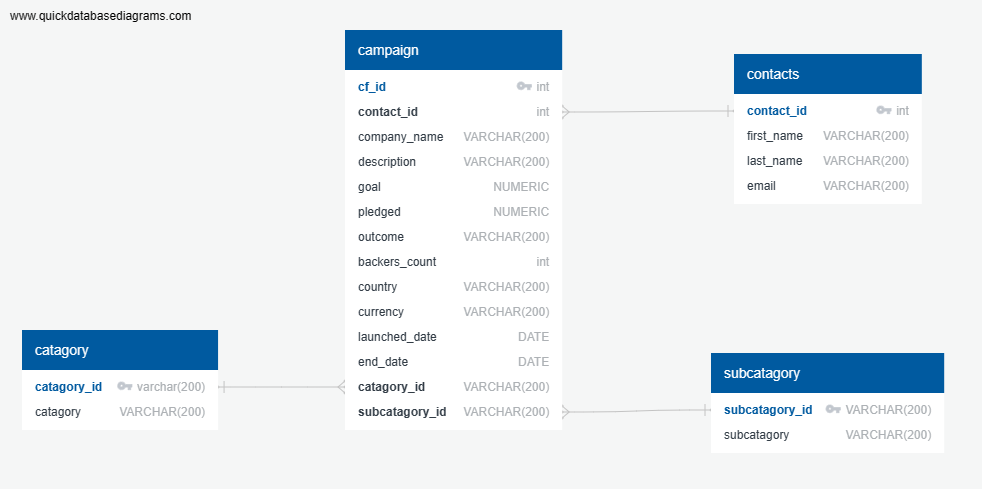 www.quickdatabasediagrams.com
campaign
cf_id int
contact_id int
company_name VARCHAR(200)
description VARCHAR(200)
goal NUMERIC
pledged NUMERIC
outcome VARCHAR(200)
backers_count int
country VARCHAR(200)
currency VARCHAR(200)
launched_date DATE
end_date DATE
catagory_id VARCHAR(200)
subcatagory_id VARCHAR(200)
contacts
contact_id int
first_name VARCHAR(200)
last_name VARCHAR(200)
email VARCHAR(200)
catagory
catagory_id varchar(200)
catagory VARCHAR(200)
subcatagory
subcatagory_id VARCHAR(200)
subcatagory VARCHAR(200)